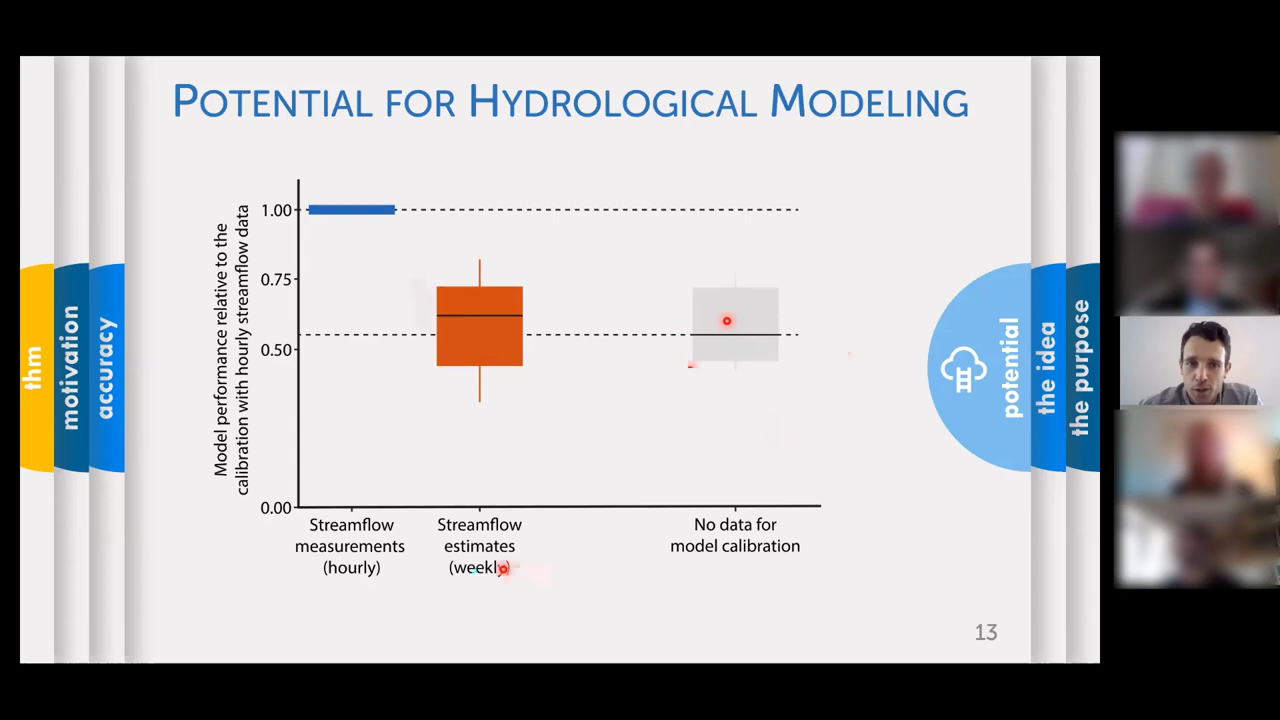 POTENTIAL FOR HYDROLOGICAL MODELING
thm
motivation
accuracy
Model performance relative to the
calibration with hourly streamflow data
1.00
0.75
0.50
0.00
Streamflow
measurements
(hourly)
Streamflow
estimates
(weekly)
No data for
model calibration
potential
the idea
the purpose
13